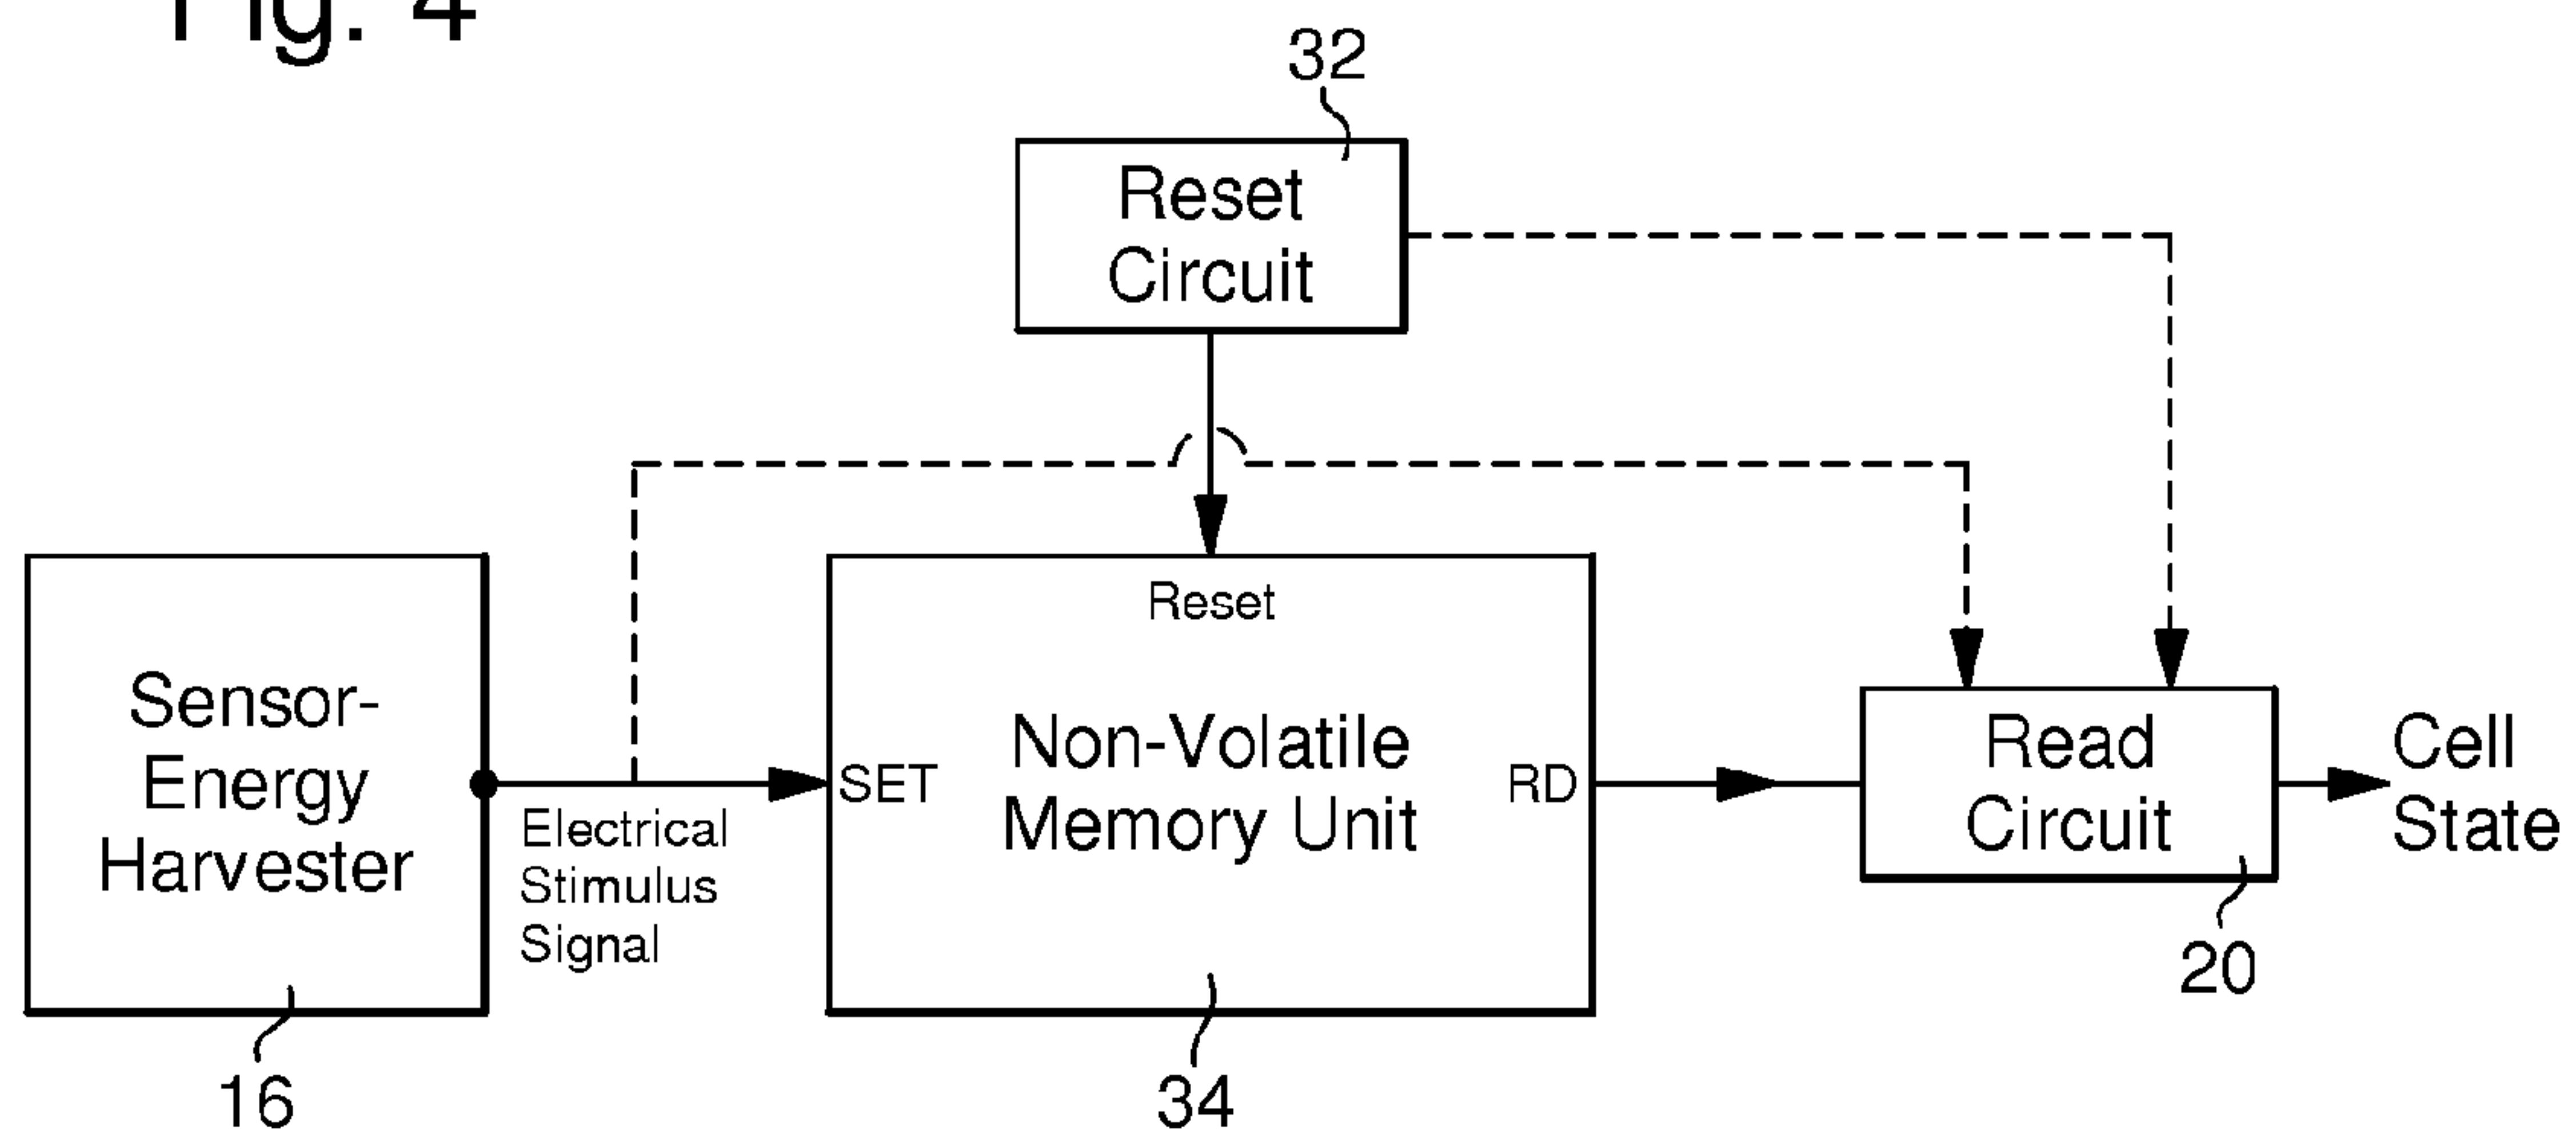 Fig. 4
32
Reset
Circuit
Reset
Sensor-
Energy
Harvester
Electrical
Stimulus
Signal
SET
Non-Volatile
Memory Unit
RD
Read
Circuit
Cell
State
16
34
20